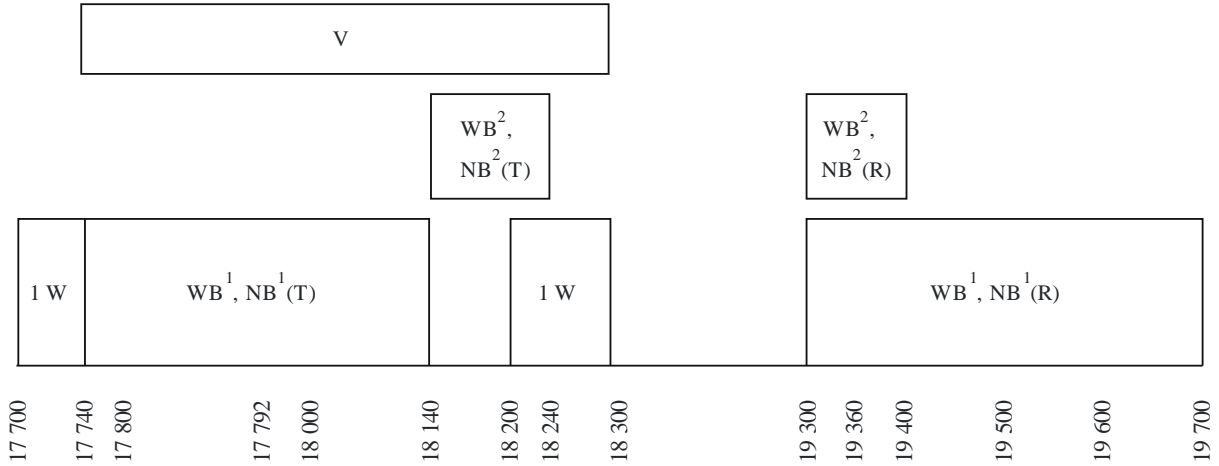 V
WB²,
NB²(T)
WB²,
NB²(R)
1 W
WB¹, NB¹(T)
1 W
WB¹, NB¹(R)
17 700
17 740
17 800
17 792
18 000
18 140
18 200
18 240
18 300
19 300
19 360
19 400
19 500
19 600
19 700